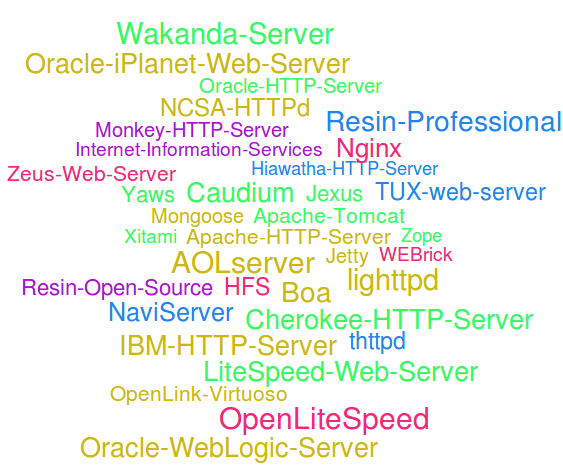 Wakanda-Server
Oracle-iPlanet-Web-Server
Oracle-HTTP-Server
NCSA-HTTPd
Resin-Professional
Monkey-HTTP-Server
Internet-Information-Services
Nginx
Zeus-Web-Server
Hiawatha-HTTP-Server
Yaws
Caudium
Jexus
TUX-web-server
Mongoose
Apache-Tomcat
Xitami
Apache-HTTP-Server
Zope
AOLserver
Jetty
WEBrick
Resin-Open-Source
HFS
Boa
lighttpd
NaviServer
Cherokee-HTTP-Server
IBM-HTTP-Server
thttpd
LiteSpeed-Web-Server
OpenLink-Virtuoso
OpenLiteSpeed
Oracle-WebLogic-Server